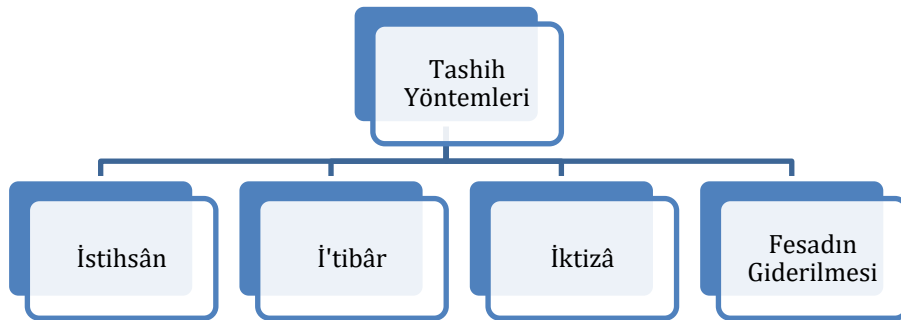 Tashih
Yöntemleri
İstihsân
İ'tibâr
İktizâ
Fesadın
Giderilmesi